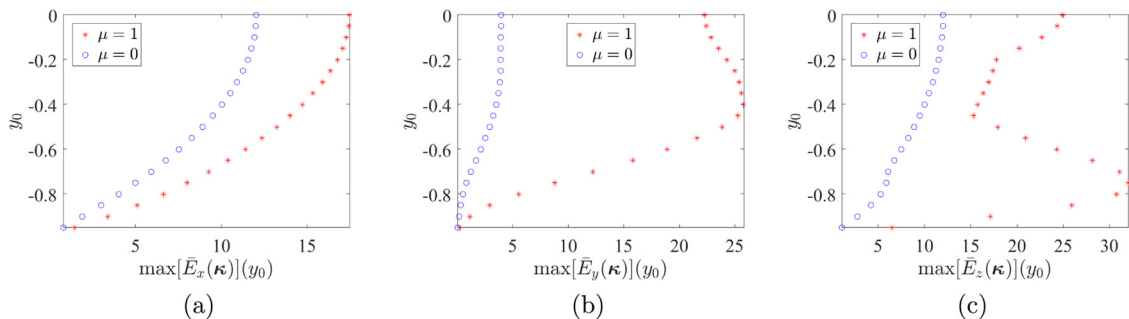 0
-0.2
-0.4
-0.6
-0.8
y₀
μ = 1
μ = 0
5 10 15
max[Ēₓ(κ)](y₀)
(a)
0
-0.2
-0.4
-0.6
-0.8
y₀
μ = 1
μ = 0
5 10 15 20 25
max[Ē_y(κ)](y₀)
(b)
0
-0.2
-0.4
-0.6
-0.8
y₀
μ = 1
μ = 0
5 10 15 20 25 30
max[Ē_z(κ)](y₀)
(c)